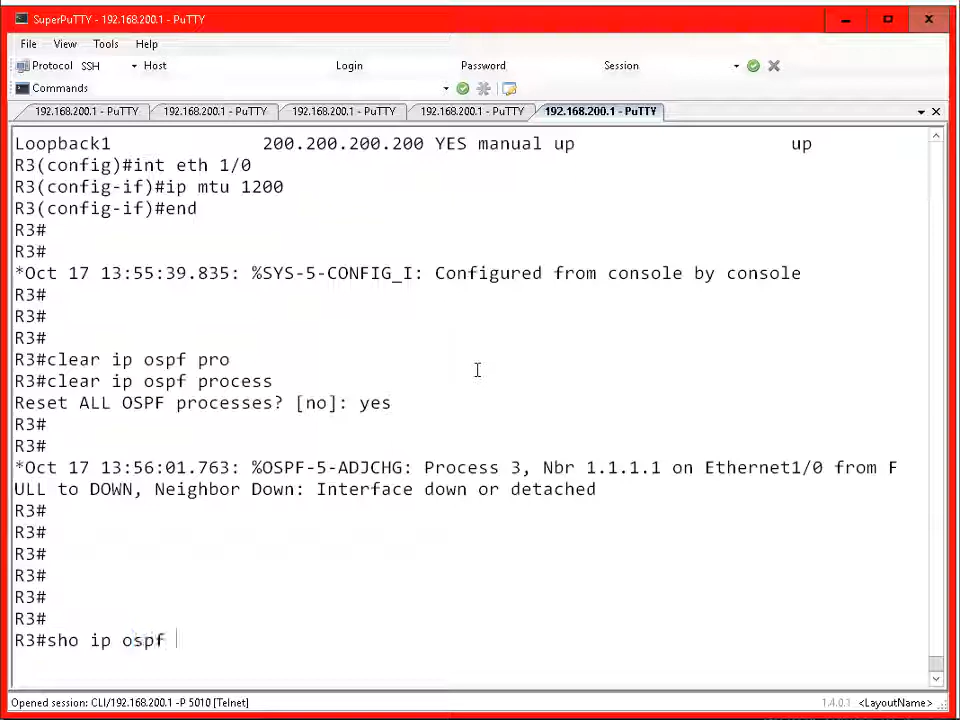 SuperPuTTY - 192.168.200.1 - PuTTY
File View Tools Help
Protocol SSH Host Login Password Session
Commands
192.168.200.1 - PuTTY 192.168.200.1 - PuTTY 192.168.200.1 - PuTTY 192.168.200.1 - PuTTY 192.168.200.1 - PuTTY
Loopback1 200.200.200.200 YES manual up up
R3(config)#int eth 1/0
R3(config-if)#ip mtu 1200
R3(config-if)#end
R3#
R3#
*Oct 17 13:55:39.835: %SYS-5-CONFIG_I: Configured from console by console
R3#
R3#
R3#
R3#clear ip ospf pro
R3#clear ip ospf process
Reset ALL OSPF processes? [no]: yes
R3#
R3#
*Oct 17 13:56:01.763: %OSPF-5-ADJCHG: Process 3, Nbr 1.1.1.1 on Ethernet1/0 from F
ULL to DOWN, Neighbor Down: Interface down or detached
R3#
R3#
R3#
R3#
R3#
R3#
R3#sho ip ospf
Opened session: CLI/192.168.200.1 -P 5010 [Telnet] 1.4.0.1 <LayoutName>